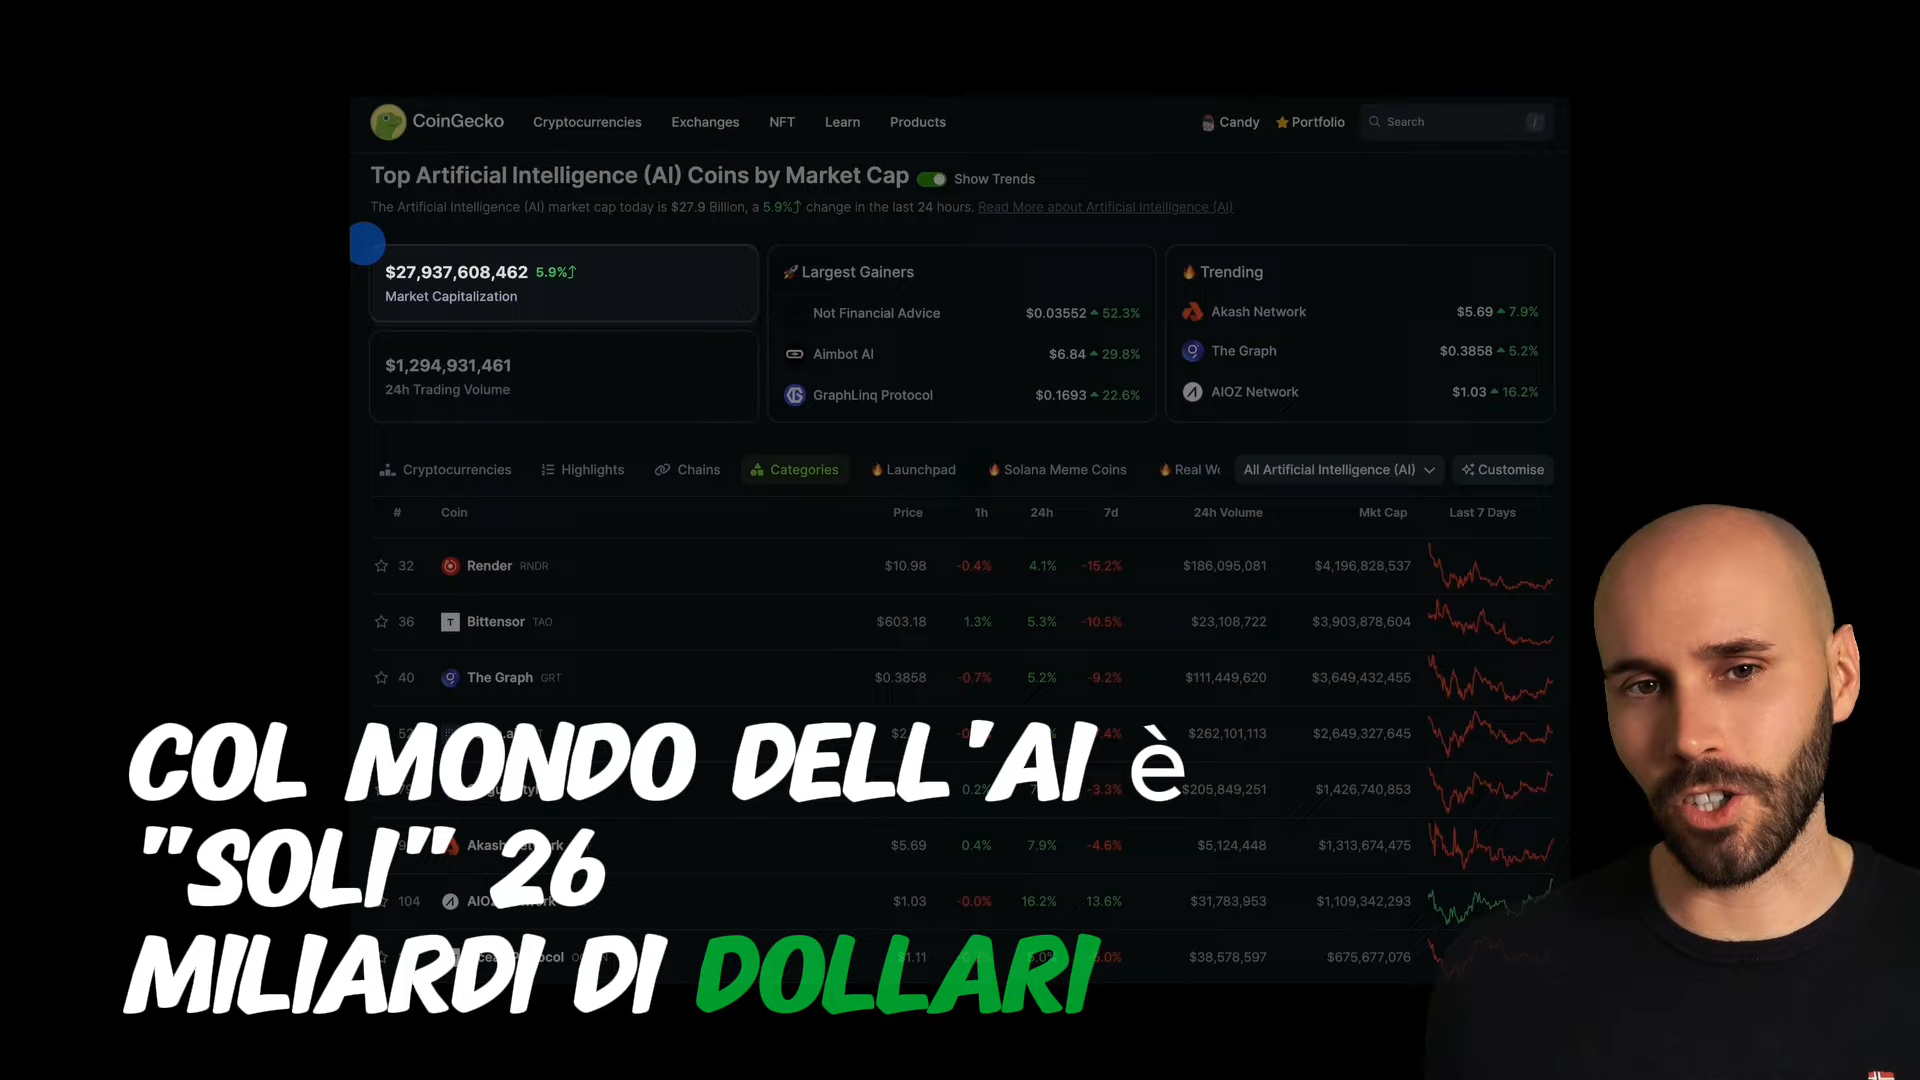 CoinGecko Cryptocurrencies Exchanges NFT Learn Products Candy Portfolio Search /
Top Artificial Intelligence (AI) Coins by Market Cap Show Trends
The Artificial Intelligence (AI) market cap today is $27.9 Billion, a 5.9% change in the last 24 hours. Read More about Artificial Intelligence (AI)
$27,937,608,462 5.9%
Market Capitalization
$1,294,931,461
24h Trading Volume
Largest Gainers
Not Financial Advice $0.03552 52.3%
Aimbot AI $6.84 29.8%
GraphLinq Protocol $0.1693 22.6%
Trending
Akash Network $5.69 7.9%
The Graph $0.3858 5.2%
AIOZ Network $1.03 16.2%
Cryptocurrencies Highlights Chains Categories Launchpad Solana Meme Coins Real All Artificial Intelligence (AI) Customise
# Coin Price 1h 24h 7d 24h Volume Mkt Cap Last 7 Days
32 Render RNDR $10.98 -0.4% 4.1% -15.2% $186,095,081 $4,196,828,537
36 Bittensor TAO $603.18 1.3% 5.3% -10.5% $23,108,722 $3,903,878,604
40 The Graph GRT $0.3858 -0.7% 5.2% -9.2% $111,449,620 $3,649,432,455
$262,101,113 $2,649,327,645
0.2% -3.3% $205,849,251 $1,426,740,853
Akash $5.69 0.4% 7.9% -4.6% $5,124,448 $1,313,674,475
104 $1.03 -0.0% 16.2% 13.6% $31,783,953 $1,109,342,293
$38,578,597 $675,677,076
COL MONDO DELL'AI è
"SOLI" 26
MILIARDI DI DOLLARI